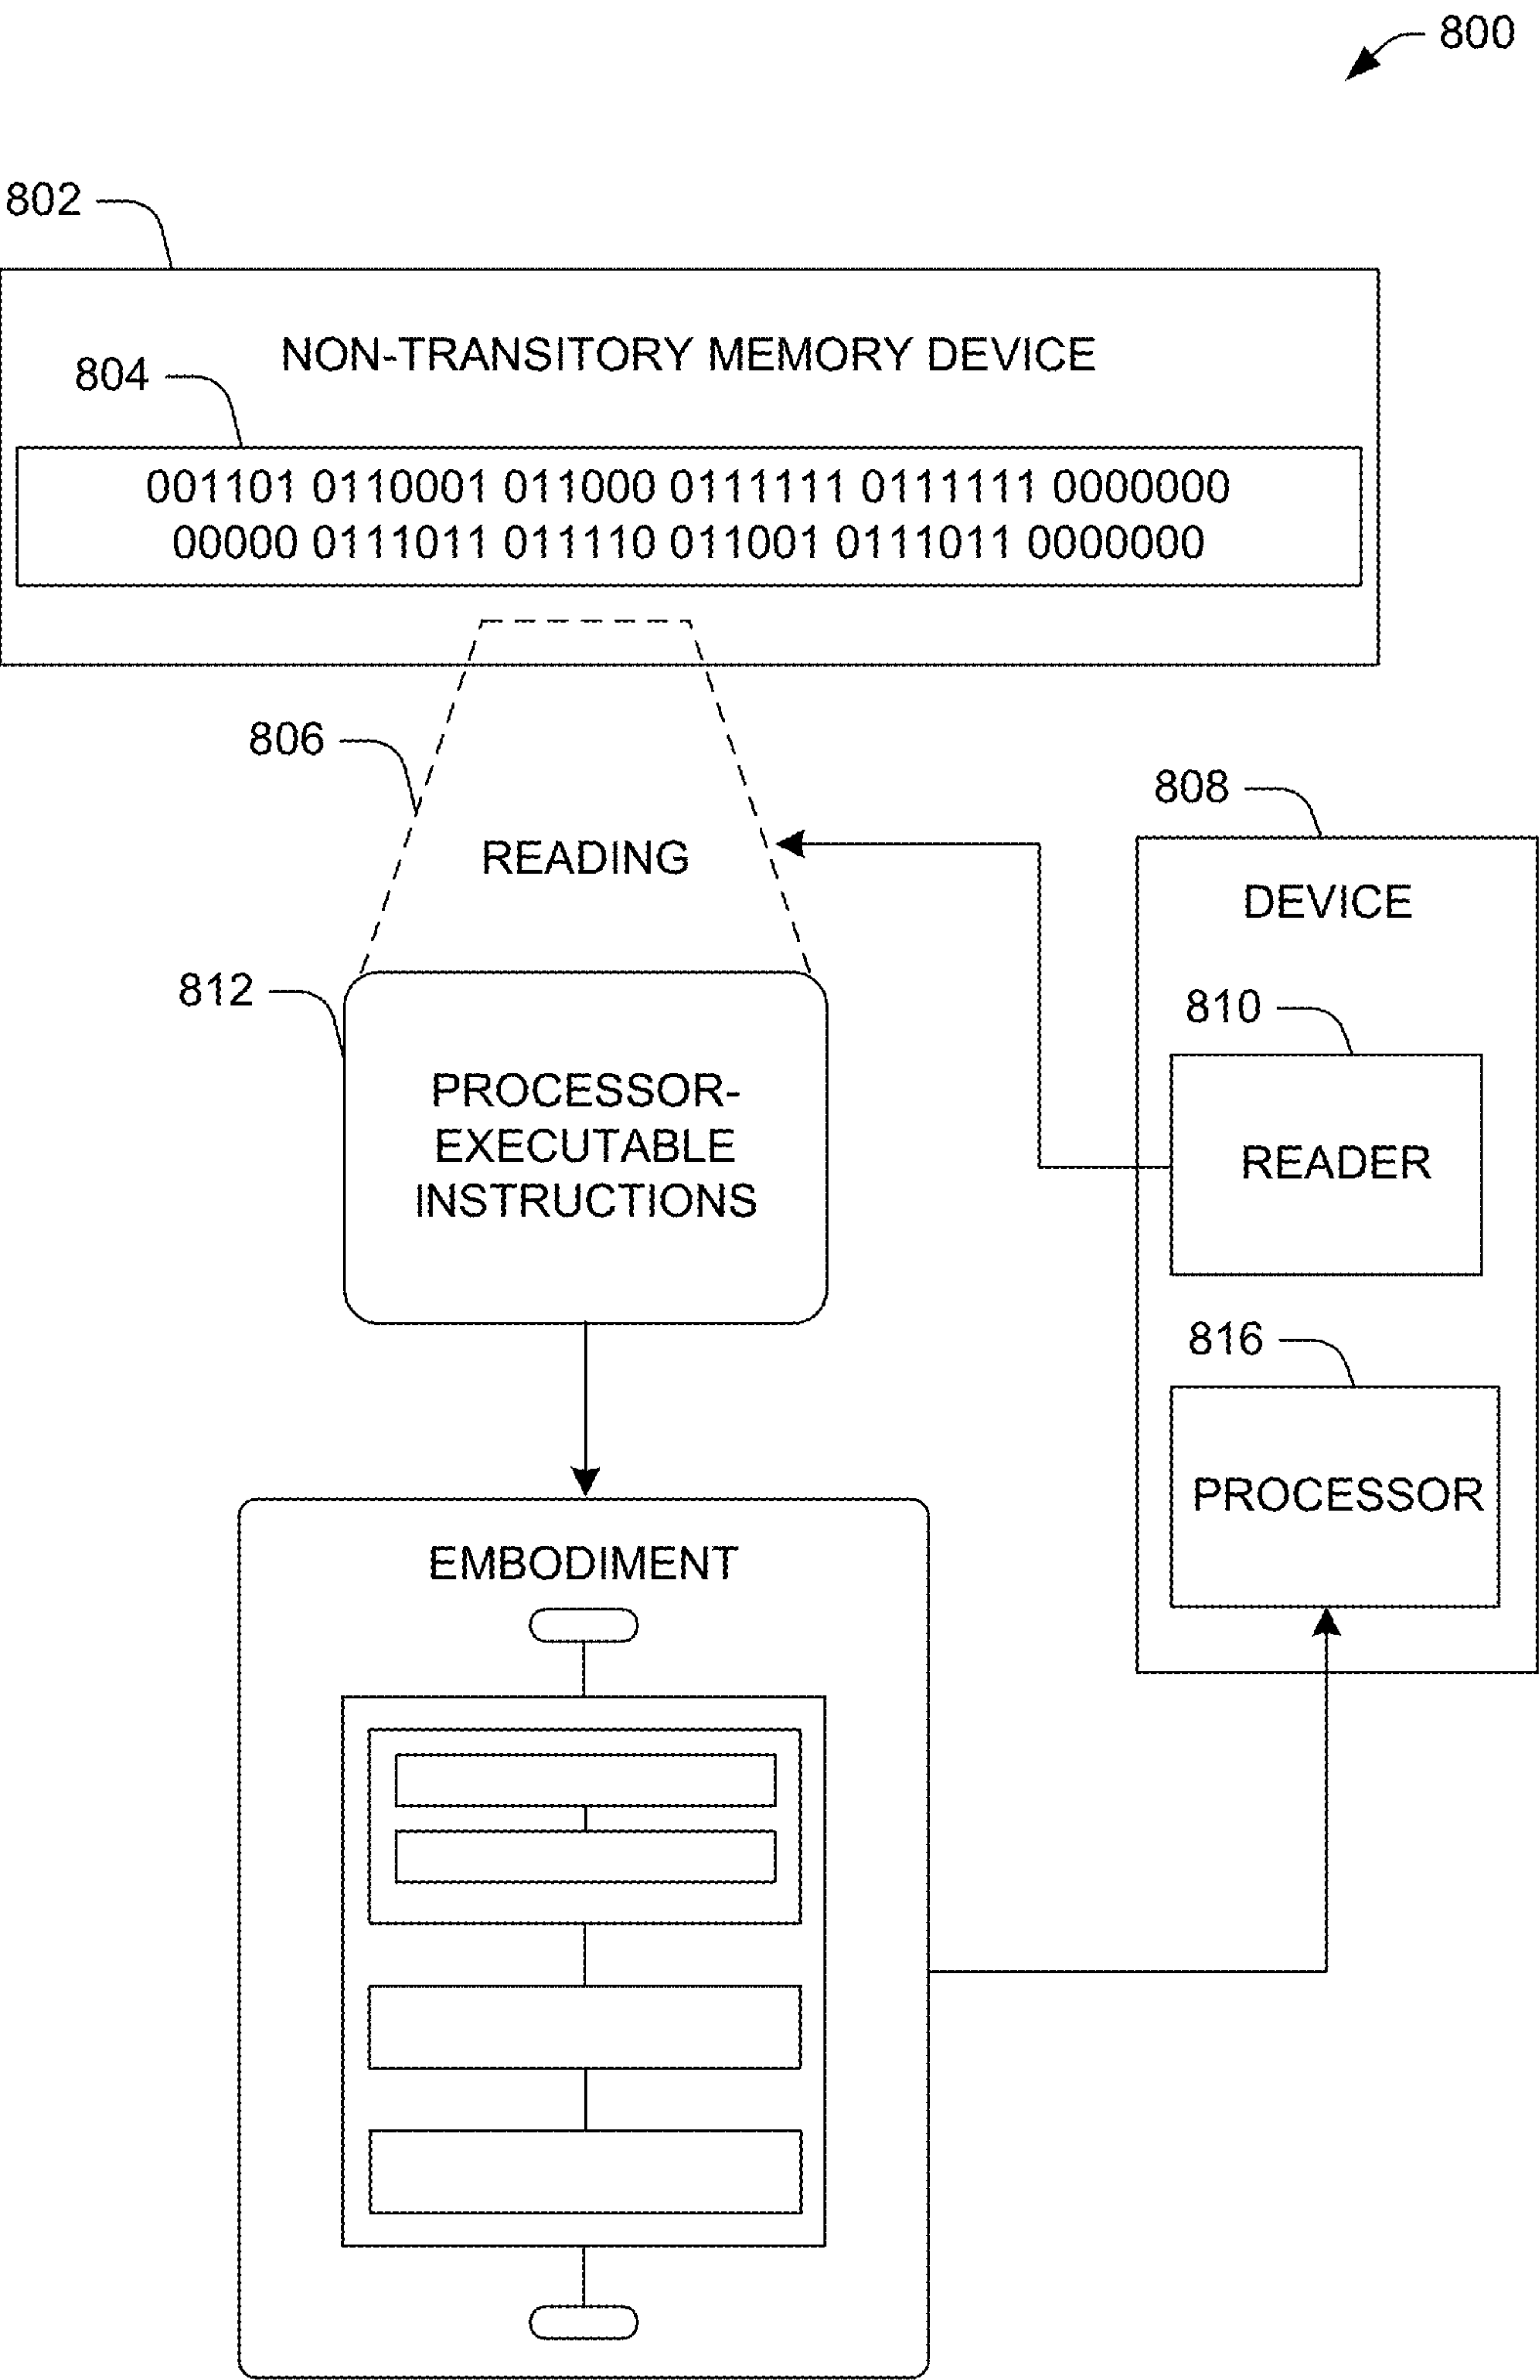 800
802
NON-TRANSITORY MEMORY DEVICE
804
001101 0110001 011000 0111111 0111111 0000000
00000 0111011 011110 011001 0111011 0000000
806
READING
808
DEVICE
812
PROCESSOR-
EXECUTABLE
INSTRUCTIONS
810
READER
816
PROCESSOR
EMBODIMENT